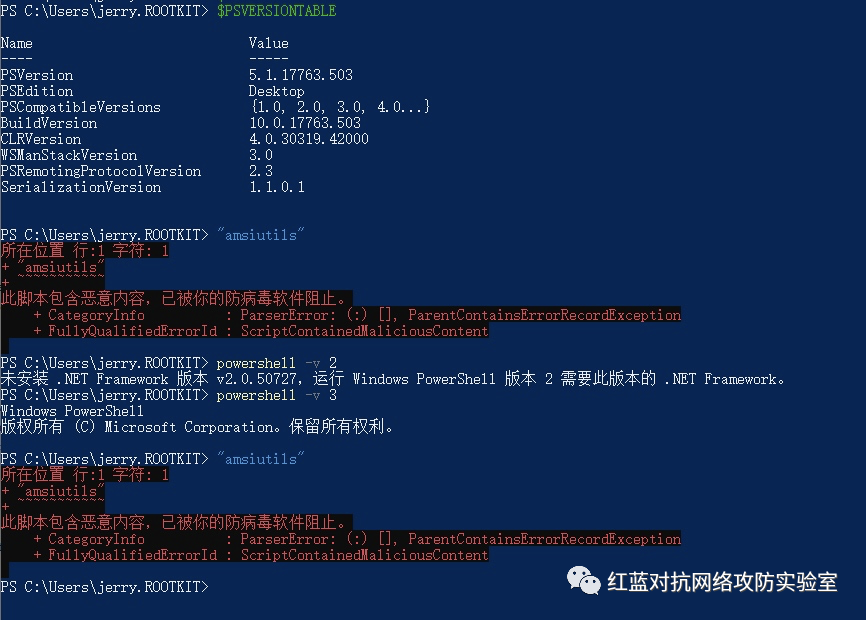 PS C:\Users\jerry.ROOTKIT> $PSVERSIONTABLE
Name                           Value
----                           -----
PSVersion                      5.1.17763.503
PSEdition                      Desktop
PSCompatibleVersions           {1.0, 2.0, 3.0, 4.0...}
BuildVersion                   10.0.17763.503
CLRVersion                     4.0.30319.42000
WSManStackVersion              3.0
PSRemotingProtocolVersion      2.3
SerializationVersion           1.1.0.1
PS C:\Users\jerry.ROOTKIT> "amsiutils"
所在位置 行:1 字符: 1
+ "amsiutils"
+ ~~~~~~~~~~~
此脚本包含恶意内容，已被你的防病毒软件阻止。
    + CategoryInfo          : ParserError: (:) [], ParentContainsErrorRecordException
    + FullyQualifiedErrorId : ScriptContainedMaliciousContent
PS C:\Users\jerry.ROOTKIT> powershell -v 2
未安装 .NET Framework 版本 v2.0.50727，运行 Windows PowerShell 版本 2 需要此版本的 .NET Framework。
PS C:\Users\jerry.ROOTKIT> powershell -v 3
Windows PowerShell
版权所有 (C) Microsoft Corporation。保留所有权利。
PS C:\Users\jerry.ROOTKIT> "amsiutils"
所在位置 行:1 字符: 1
+ "amsiutils"
+ ~~~~~~~~~~~
此脚本包含恶意内容，已被你的防病毒软件阻止。
    + CategoryInfo          : ParserError: (:) [], ParentContainsErrorRecordException
    + FullyQualifiedErrorId : ScriptContainedMaliciousContent
PS C:\Users\jerry.ROOTKIT>
红蓝对抗网络攻防实验室